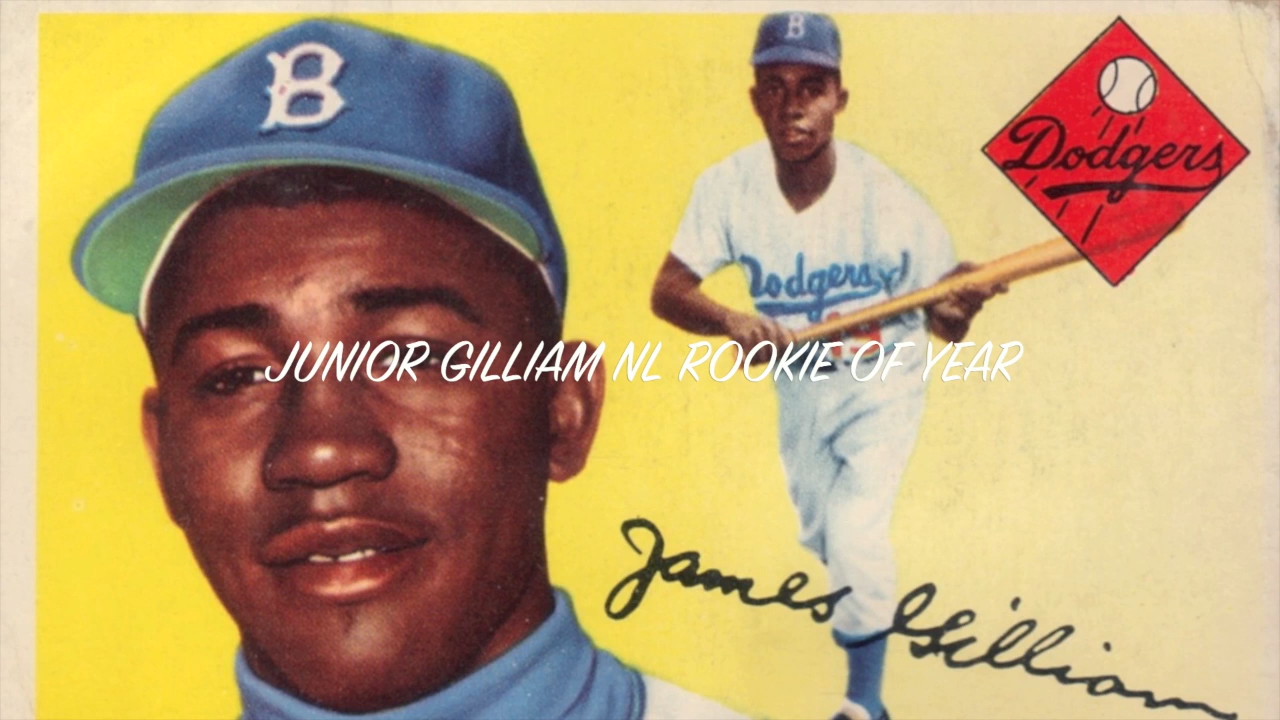 B
B
Dodgers
Dodgers
JUNIOR GILLIAM NL ROOKIE OF YEAR
James Gilliam